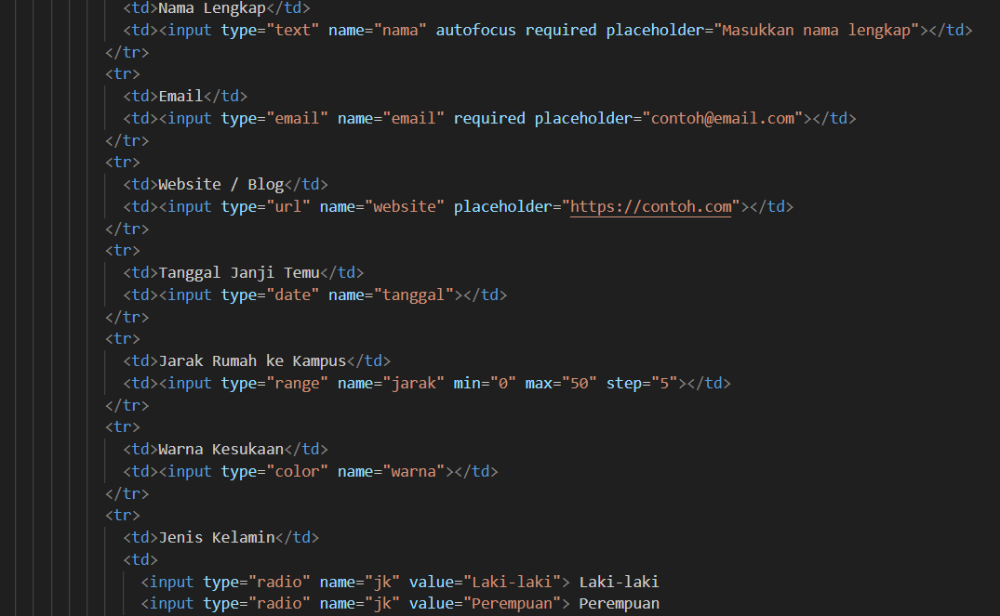 <td>Nama Lengkap</td>
<td><input type="text" name="nama" autofocus required placeholder="Masukkan nama lengkap"></td>
</tr>
<tr>
<td>Email</td>
<td><input type="email" name="email" required placeholder="contoh@email.com"></td>
</tr>
<tr>
<td>Website / Blog</td>
<td><input type="url" name="website" placeholder="https://contoh.com"></td>
</tr>
<tr>
<td>Tanggal Janji Temu</td>
<td><input type="date" name="tanggal"></td>
</tr>
<tr>
<td>Jarak Rumah ke Kampus</td>
<td><input type="range" name="jarak" min="0" max="50" step="5"></td>
</tr>
<tr>
<td>Warna Kesukaan</td>
<td><input type="color" name="warna"></td>
</tr>
<tr>
<td>Jenis Kelamin</td>
<td>
<input type="radio" name="jk" value="Laki-laki"> Laki-laki
<input type="radio" name="jk" value="Perempuan"> Perempuan